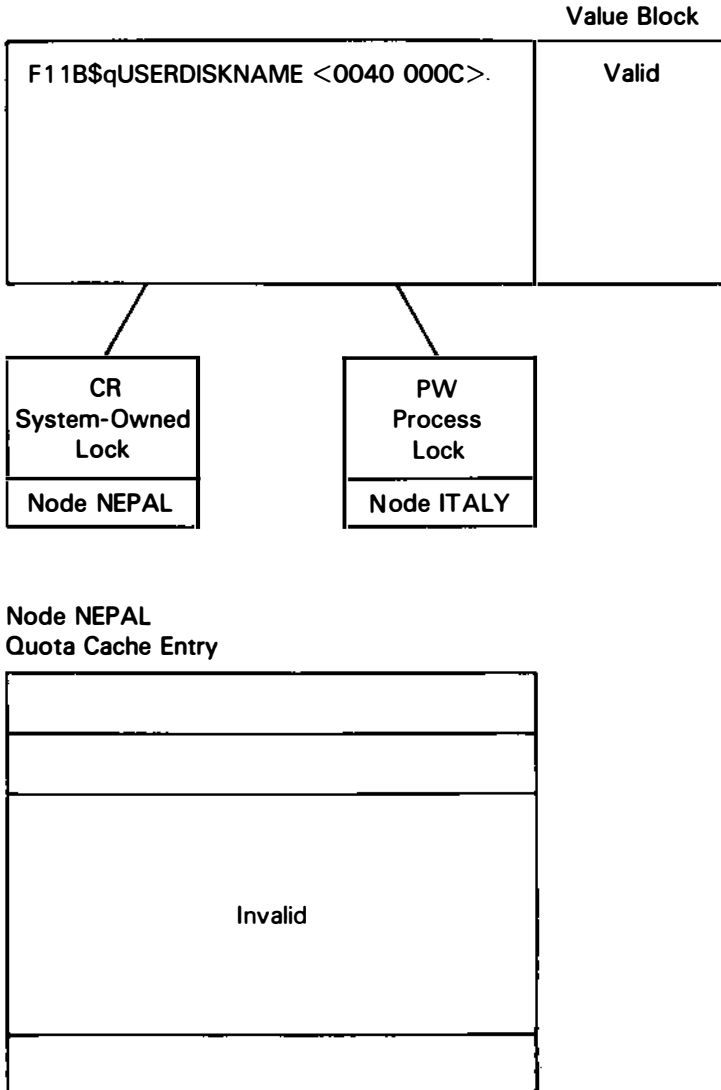 Value Block
F11B$qUSERDISKNAME <0040 000C>.
Valid
CR
System-Owned
Lock
Node NEPAL
PW
Process
Lock
Node ITALY
Node NEPAL
Quota Cache Entry
Invalid